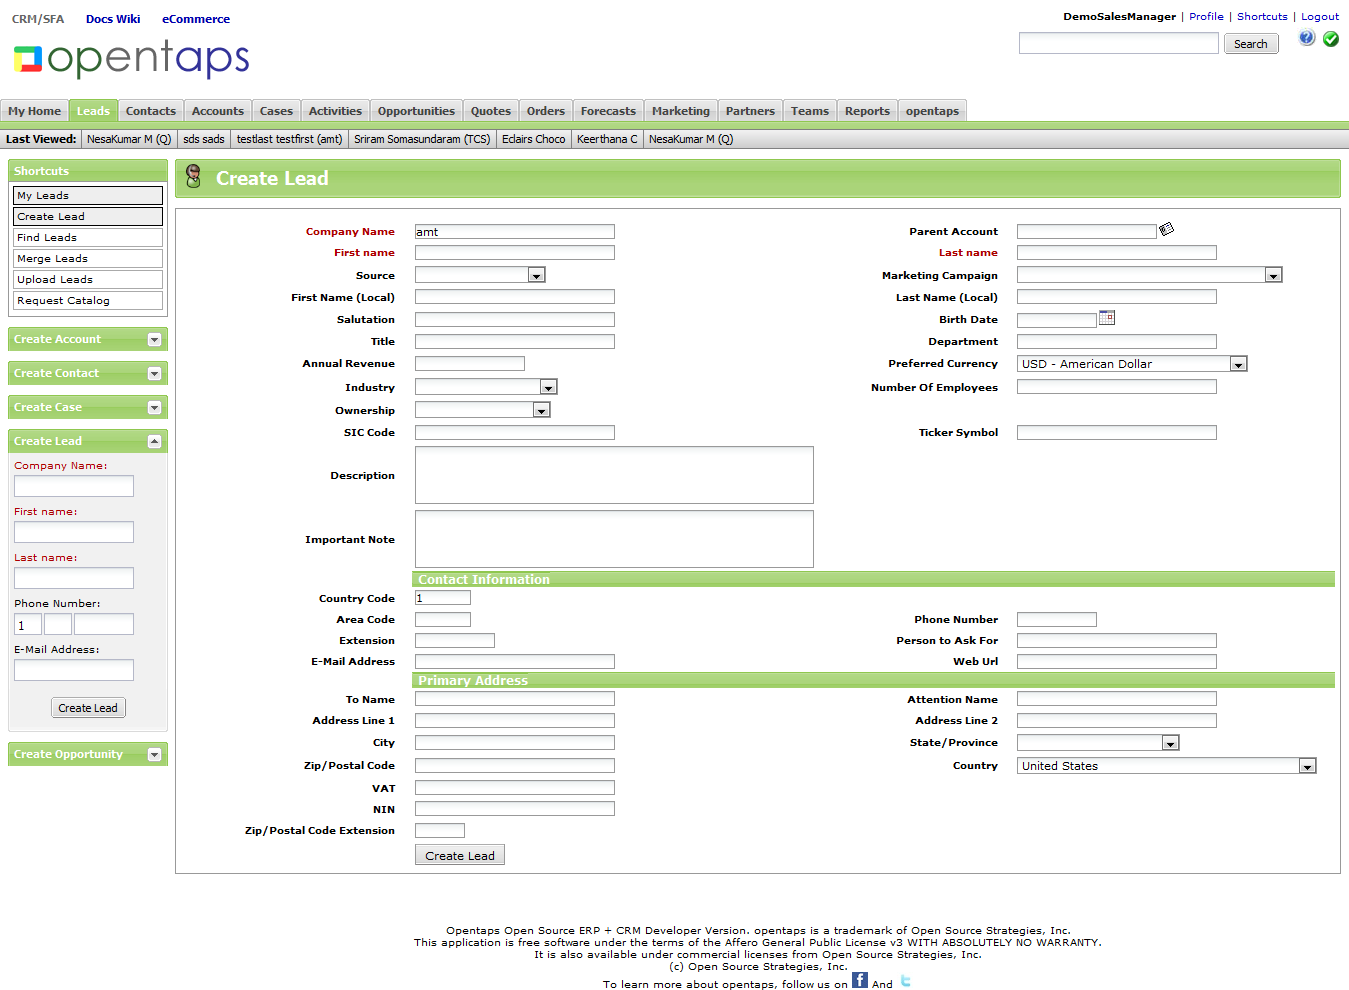 CRM/SFA Docs Wiki eCommerce
DemoSalesManager | Profile | Shortcuts | Logout
opentaps
Search
My Home Leads Contacts Accounts Cases Activities Opportunities Quotes Orders Forecasts Marketing Partners Teams Reports opentaps
Last Viewed: NesaKumar M (Q) sds sads testlast testfirst (amt) Sriram Somasundaram (TCS) Eclairs Choco Keerthana C NesaKumar M (Q)
Shortcuts
My Leads
Create Lead
Find Leads
Merge Leads
Upload Leads
Request Catalog
Create Account
Create Contact
Create Case
Create Lead
Company Name:
First name:
Last name:
Phone Number:
1
E-Mail Address:
Create Lead
Create Opportunity
Create Lead
Company Name amt Parent Account
First name Last name
Source Marketing Campaign
First Name (Local) Last Name (Local)
Salutation Birth Date
Title Department
Annual Revenue Preferred Currency USD - American Dollar
Industry Number Of Employees
Ownership
SIC Code Ticker Symbol
Description
Important Note
Contact Information
Country Code 1
Area Code Phone Number
Extension Person to Ask For
E-Mail Address Web Url
Primary Address
To Name Attention Name
Address Line 1 Address Line 2
City State/Province
Zip/Postal Code Country United States
VAT
NIN
Zip/Postal Code Extension
Create Lead
Opentaps Open Source ERP + CRM Developer Version. opentaps is a trademark of Open Source Strategies, Inc.
This application is free software under the terms of the Affero General Public License v3 WITH ABSOLUTELY NO WARRANTY.
It is also available under commercial licenses from Open Source Strategies, Inc.
(c) Open Source Strategies, Inc.
To learn more about opentaps, follow us on f And t